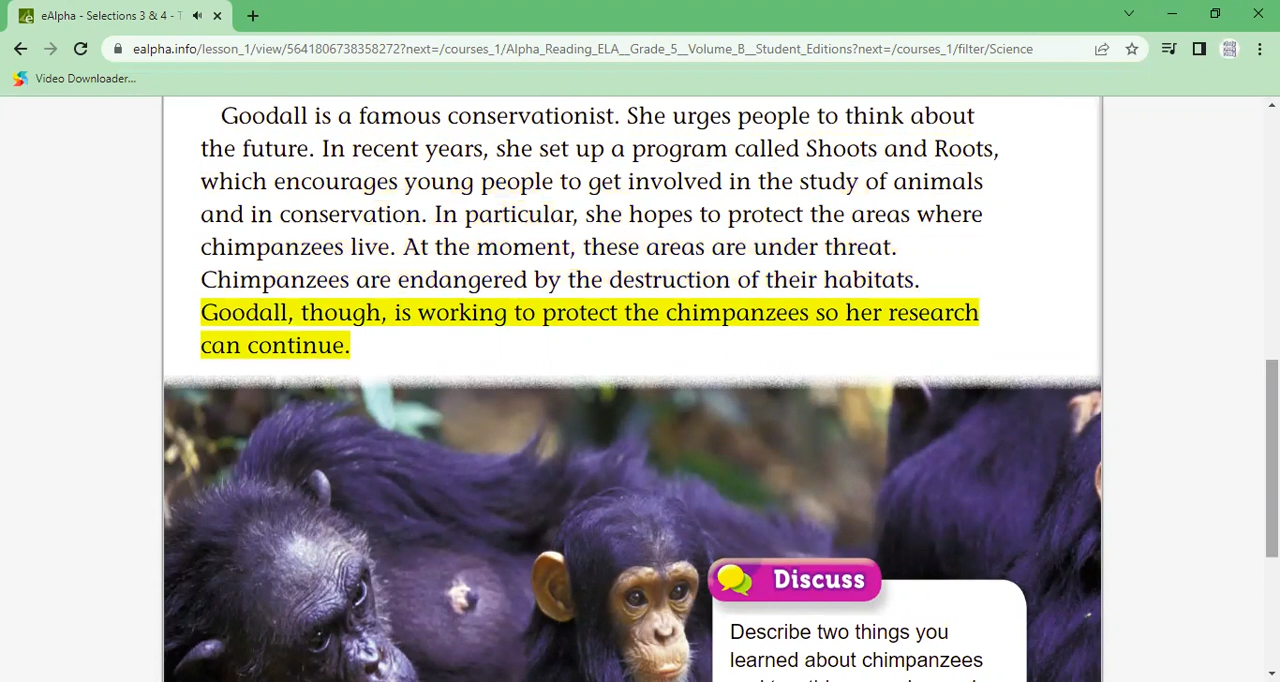 eAlpha - Selections 3 & 4 - T
ealpha.info/lesson_1/view/5641806738358272?next=/courses_1/Alpha_Reading_ELA__Grade_5__Volume_B__Student_Editions?next=/courses_1/filter/Science
Video Downloader...
Goodall is a famous conservationist. She urges people to think about
the future. In recent years, she set up a program called Shoots and Roots,
which encourages young people to get involved in the study of animals
and in conservation. In particular, she hopes to protect the areas where
chimpanzees live. At the moment, these areas are under threat.
Chimpanzees are endangered by the destruction of their habitats.
Goodall, though, is working to protect the chimpanzees so her research
can continue.
Discuss
Describe two things you
learned about chimpanzees